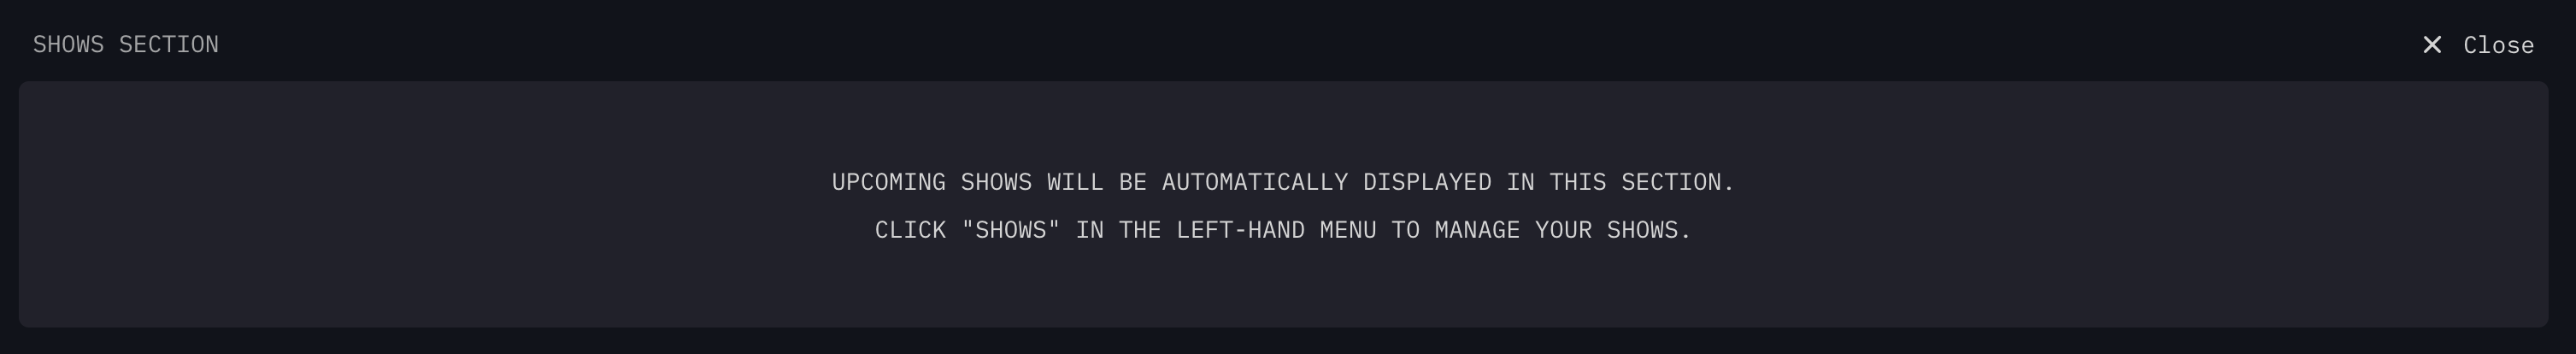 SHOWS SECTION
Close
UPCOMING SHOWS WILL BE AUTOMATICALLY DISPLAYED IN THIS SECTION.
CLICK "SHOWS" IN THE LEFT-HAND MENU TO MANAGE YOUR SHOWS.